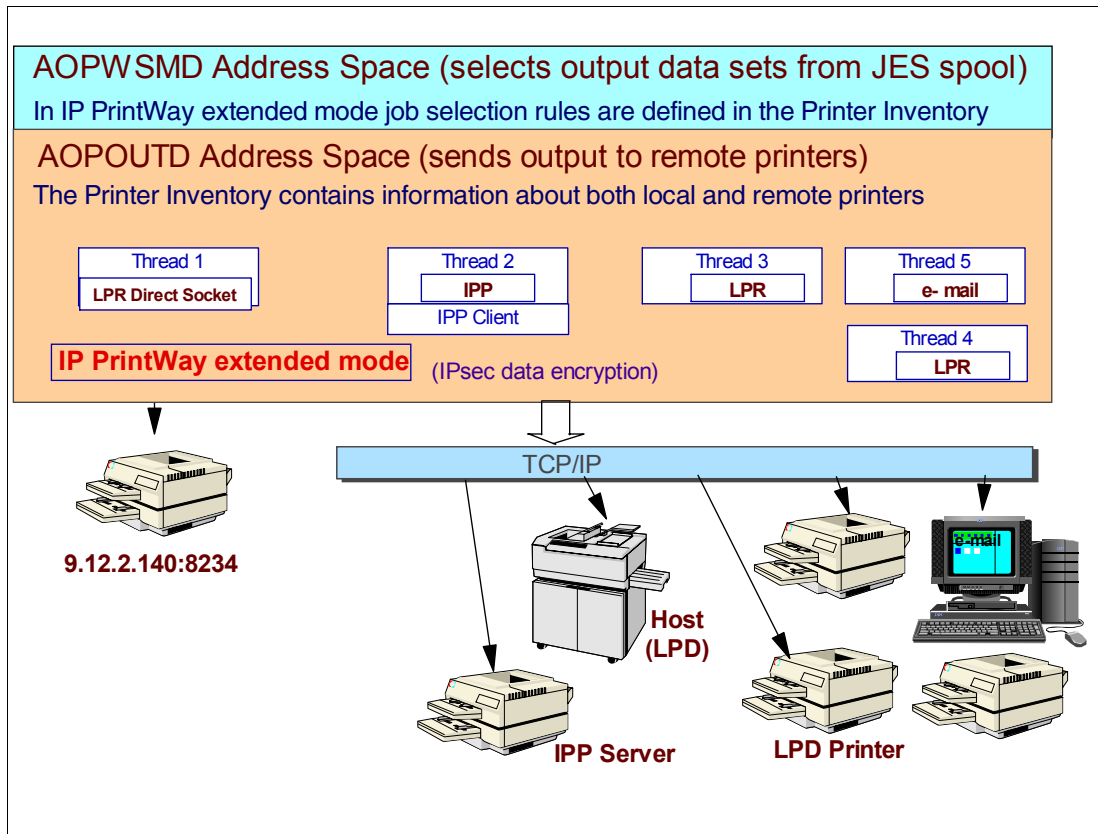 AOPWSMD Address Space (selects output data sets from JES spool)
In IP PrintWay extended mode job selection rules are defined in the Printer Inventory
AOPOUTD Address Space (sends output to remote printers)
The Printer Inventory contains information about both local and remote printers
Thread 1
LPR Direct Socket
Thread 2
IPP
IPP Client
Thread 3
LPR
Thread 5
e- mail
Thread 4
LPR
IP PrintWay extended mode
(IPsec data encryption)
TCP/IP
9.12.2.140:8234
e-mail
Host
(LPD)
IPP Server
LPD Printer